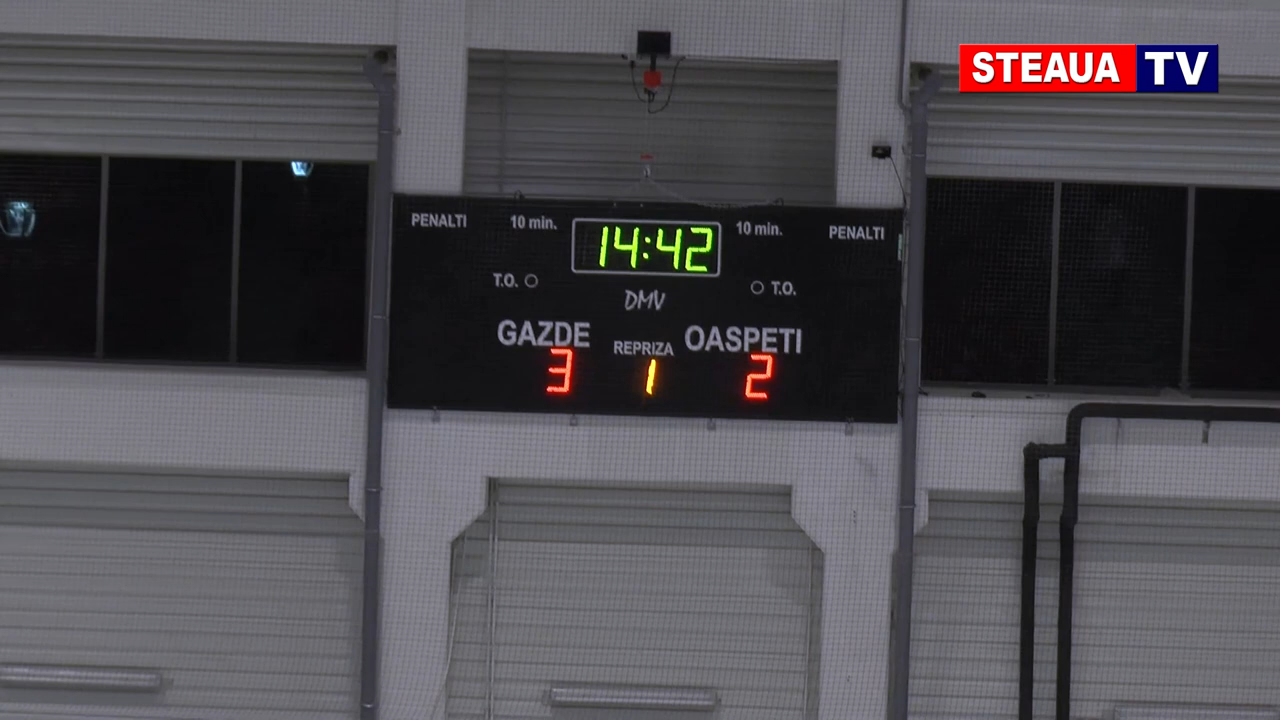 STEAUA TV
PENALTI 10 min. 14:42 10 min. PENALTI
T.O. T.O.
DMV
GAZDE REPRIZA OASPETI
3 1 2